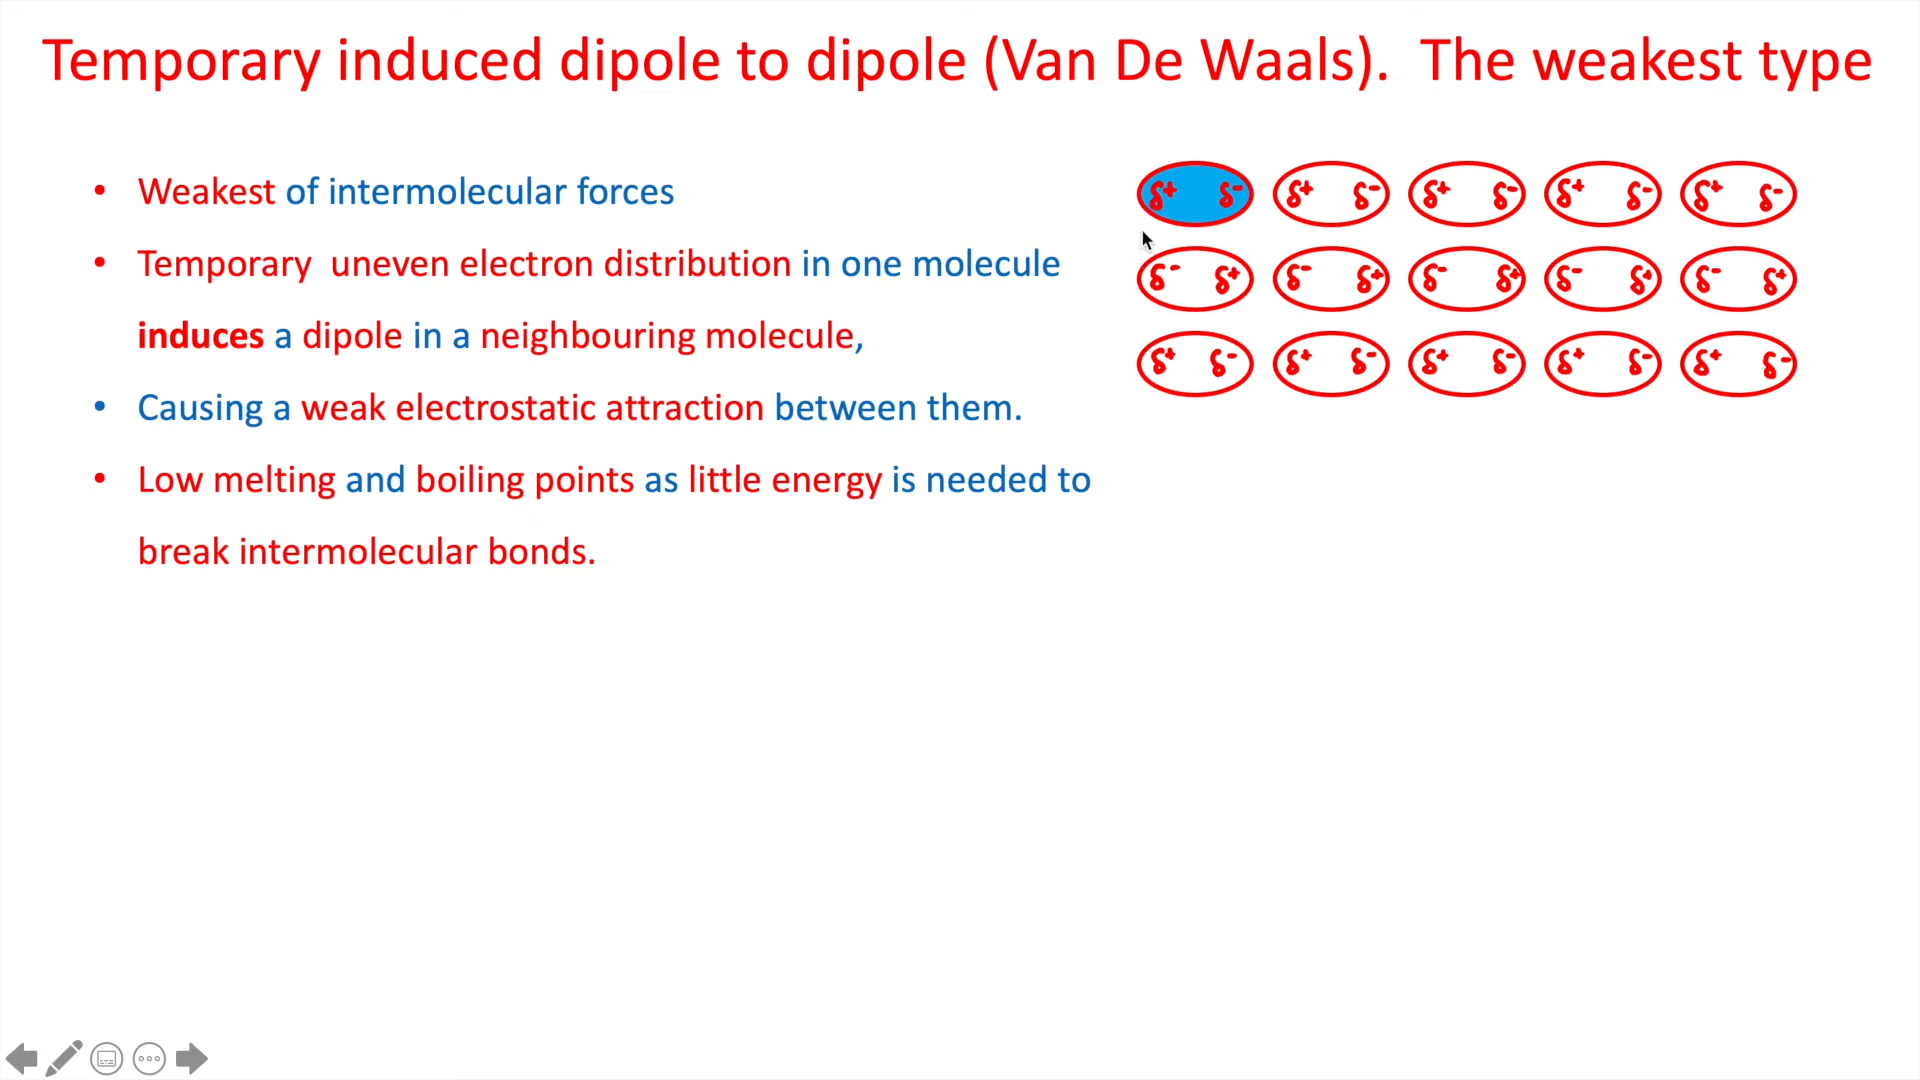 Temporary induced dipole to dipole (Van De Waals).  The weakest type
• Weakest of intermolecular forces
• Temporary  uneven electron distribution in one molecule
induces a dipole in a neighbouring molecule,
• Causing a weak electrostatic attraction between them.
• Low melting and boiling points as little energy is needed to
break intermolecular bonds.
δ+ δ- δ+ δ- δ+ δ- δ+ δ- δ+ δ-
δ- δ+ δ- δ+ δ- δ+ δ- δ+ δ- δ+
δ+ δ- δ+ δ- δ+ δ- δ+ δ- δ+ δ-